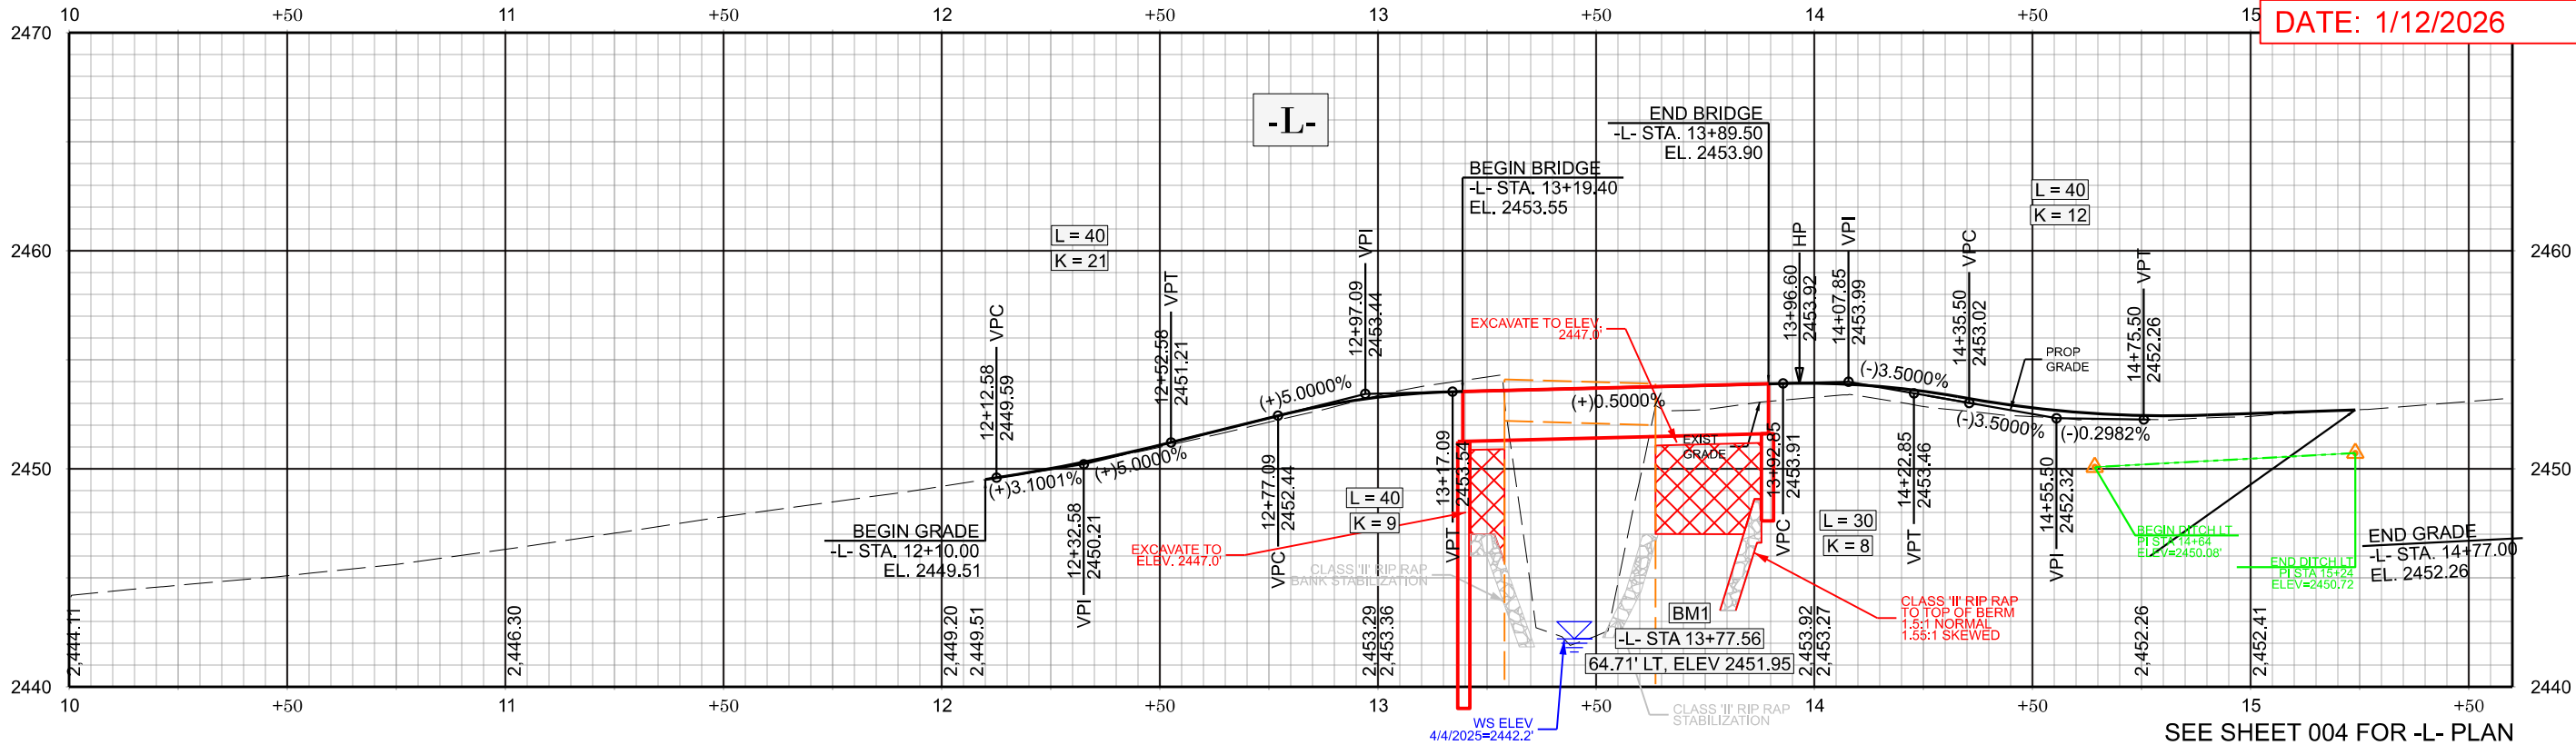 10 +50 11 +50 12 +50 13 +50 14 +50 15
DATE: 1/12/2026
2470
-L-
END BRIDGE
-L- STA. 13+89.50
EL. 2453.90
BEGIN BRIDGE
-L- STA. 13+19.40
EL. 2453.55
L = 40
K = 12
L = 40
K = 21
2460
2460
VPC
12+12.58
2449.59
VPT
12+52.58
2451.21
VPI
12+97.09
2453.44
HP
13+96.60
2453.92
VPI
14+07.85
2453.99
VPC
14+35.50
2453.02
VPT
14+75.50
2452.26
EXCAVATE TO ELEV.
2447.0'
PROP
GRADE
(+)3.1001%
(+)5.0000%
(+)5.0000%
(+)0.5000%
(-)3.5000%
(-)3.5000%
(-)0.2982%
EXIST
GRADE
2450
2450
12+32.58
2450.21
VPI
12+77.09
2452.44
VPC
13+17.09
2453.54
VPT
13+92.85
2453.91
VPC
14+22.85
2453.46
VPT
14+55.50
2452.32
VPI
L = 40
K = 9
L = 30
K = 8
BEGIN GRADE
-L- STA. 12+10.00
EL. 2449.51
EXCAVATE TO
ELEV. 2447.0'
CLASS 'II' RIP RAP
BANK STABILIZATION
BEGIN DITCH LT
PI STA 14+64
ELEV=2450.08'
END DITCH LT
PI STA 15+24
ELEV=2450.72
END GRADE
-L- STA. 14+77.00
EL. 2452.26
CLASS 'II' RIP RAP
TO TOP OF BERM
1.5:1 NORMAL
1.55:1 SKEWED
BM1
-L- STA 13+77.56
64.71' LT, ELEV 2451.95
2,444.11
2,446.30
2,449.20
2,449.51
2,453.29
2,453.36
2,453.92
2,453.27
2,452.26
2,452.41
2440
2440
10 +50 11 +50 12 +50 13 +50 14 +50 15 +50
CLASS 'II' RIP RAP
STABILIZATION
WS ELEV
4/4/2025=2442.2'
SEE SHEET 004 FOR -L- PLAN